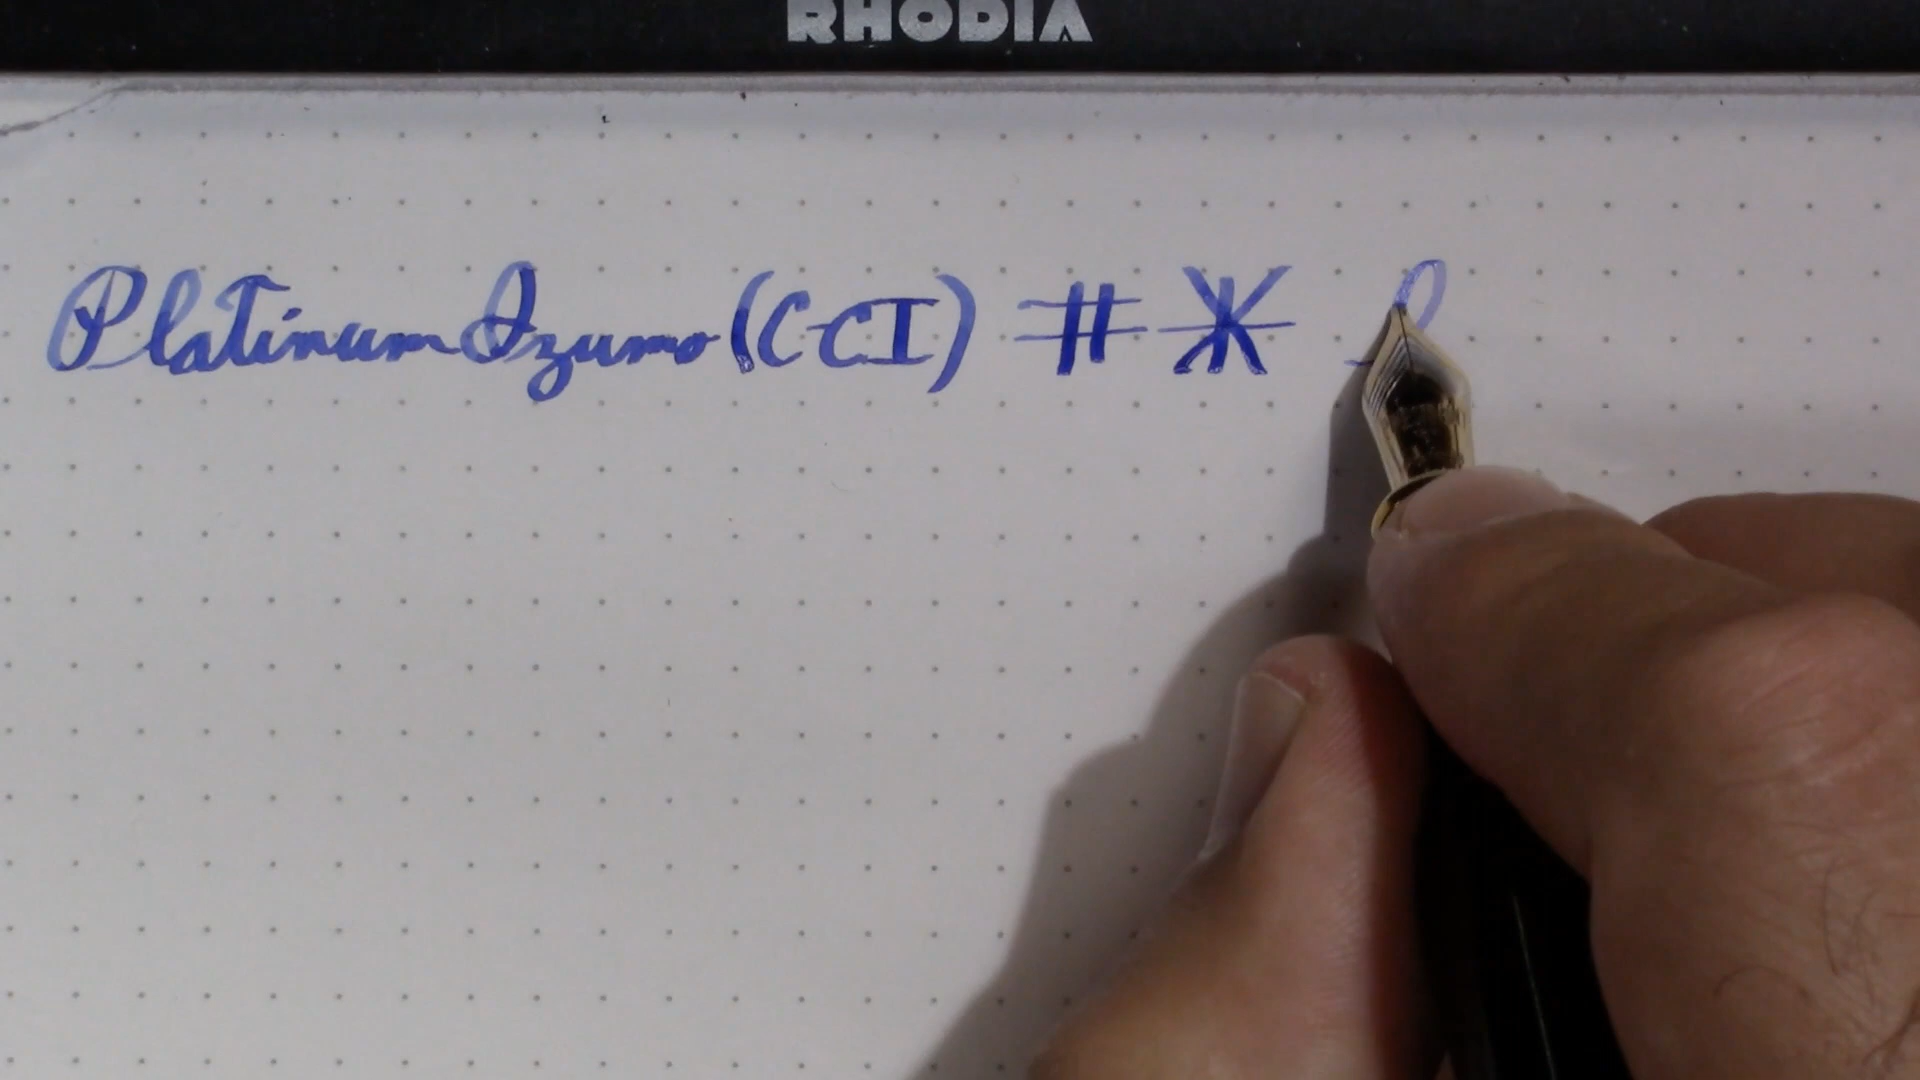 RHODIA
Platinum Izumo (CCI) # Ж